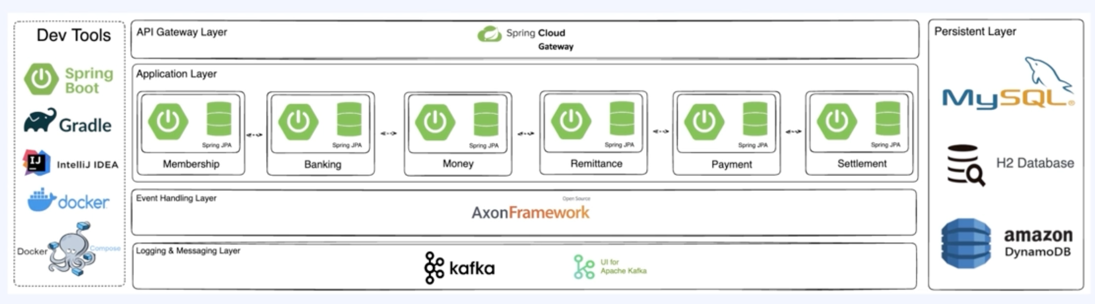 Dev Tools
Spring
Boot
Gradle
IJ
IntelliJ IDEA
docker
Docker
Compose
API Gateway Layer
Spring Cloud
Gateway
Application Layer
Spring JPA
Membership
Spring JPA
Banking
Spring JPA
Money
Spring JPA
Remittance
Spring JPA
Payment
Spring JPA
Settlement
Event Handling Layer
Open Source
AxonFramework
Logging & Messaging Layer
kafka
UI for
Apache Kafka
Persistent Layer
MySQL®
H2 Database
amazon
DynamoDB